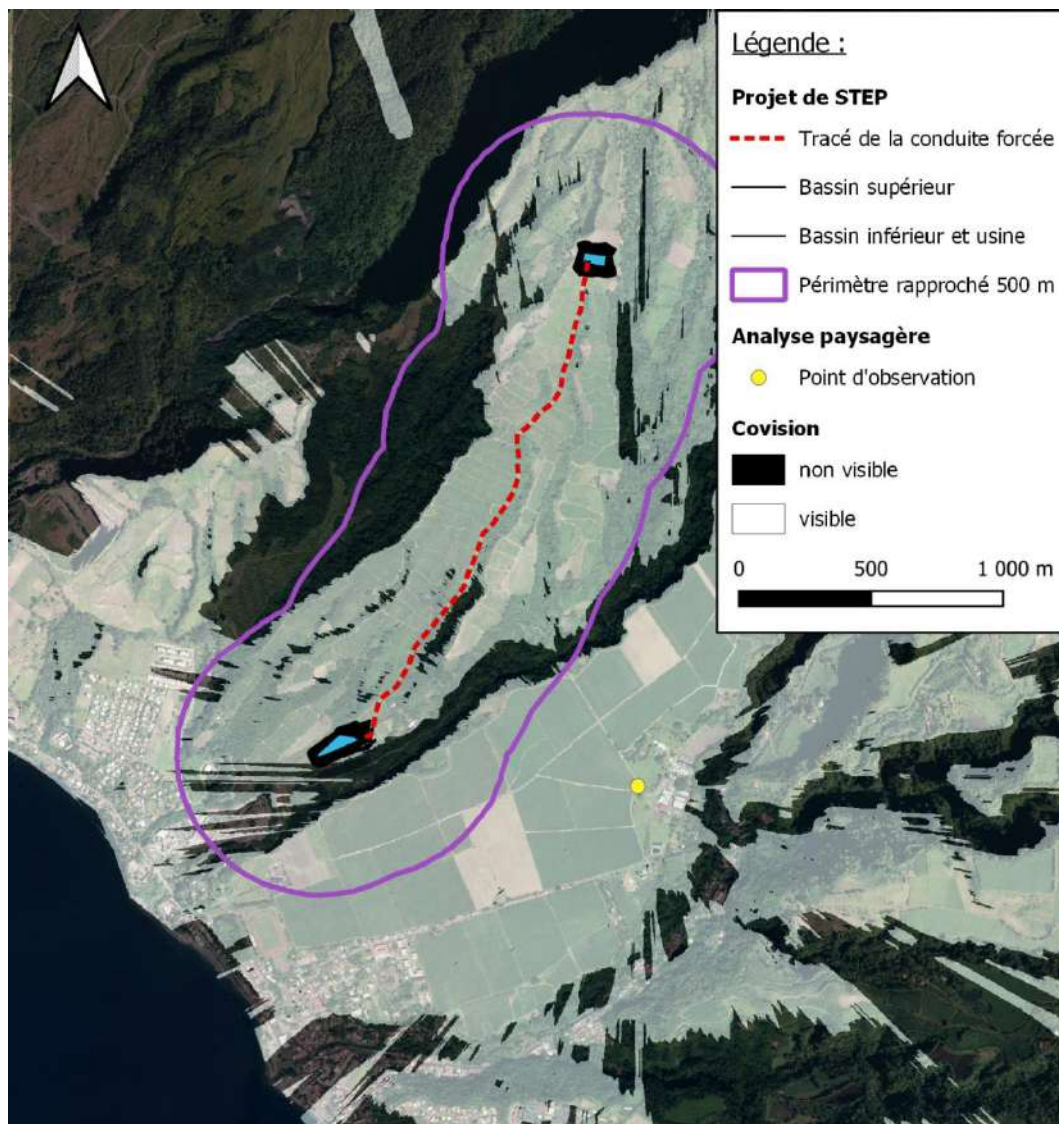 Légende :
Projet de STEP
Tracé de la conduite forcée
Bassin supérieur
Bassin inférieur et usine
Périmètre rapproché 500 m
Analyse paysagère
Point d'observation
Covision
non visible
visible
0 500 1 000 m